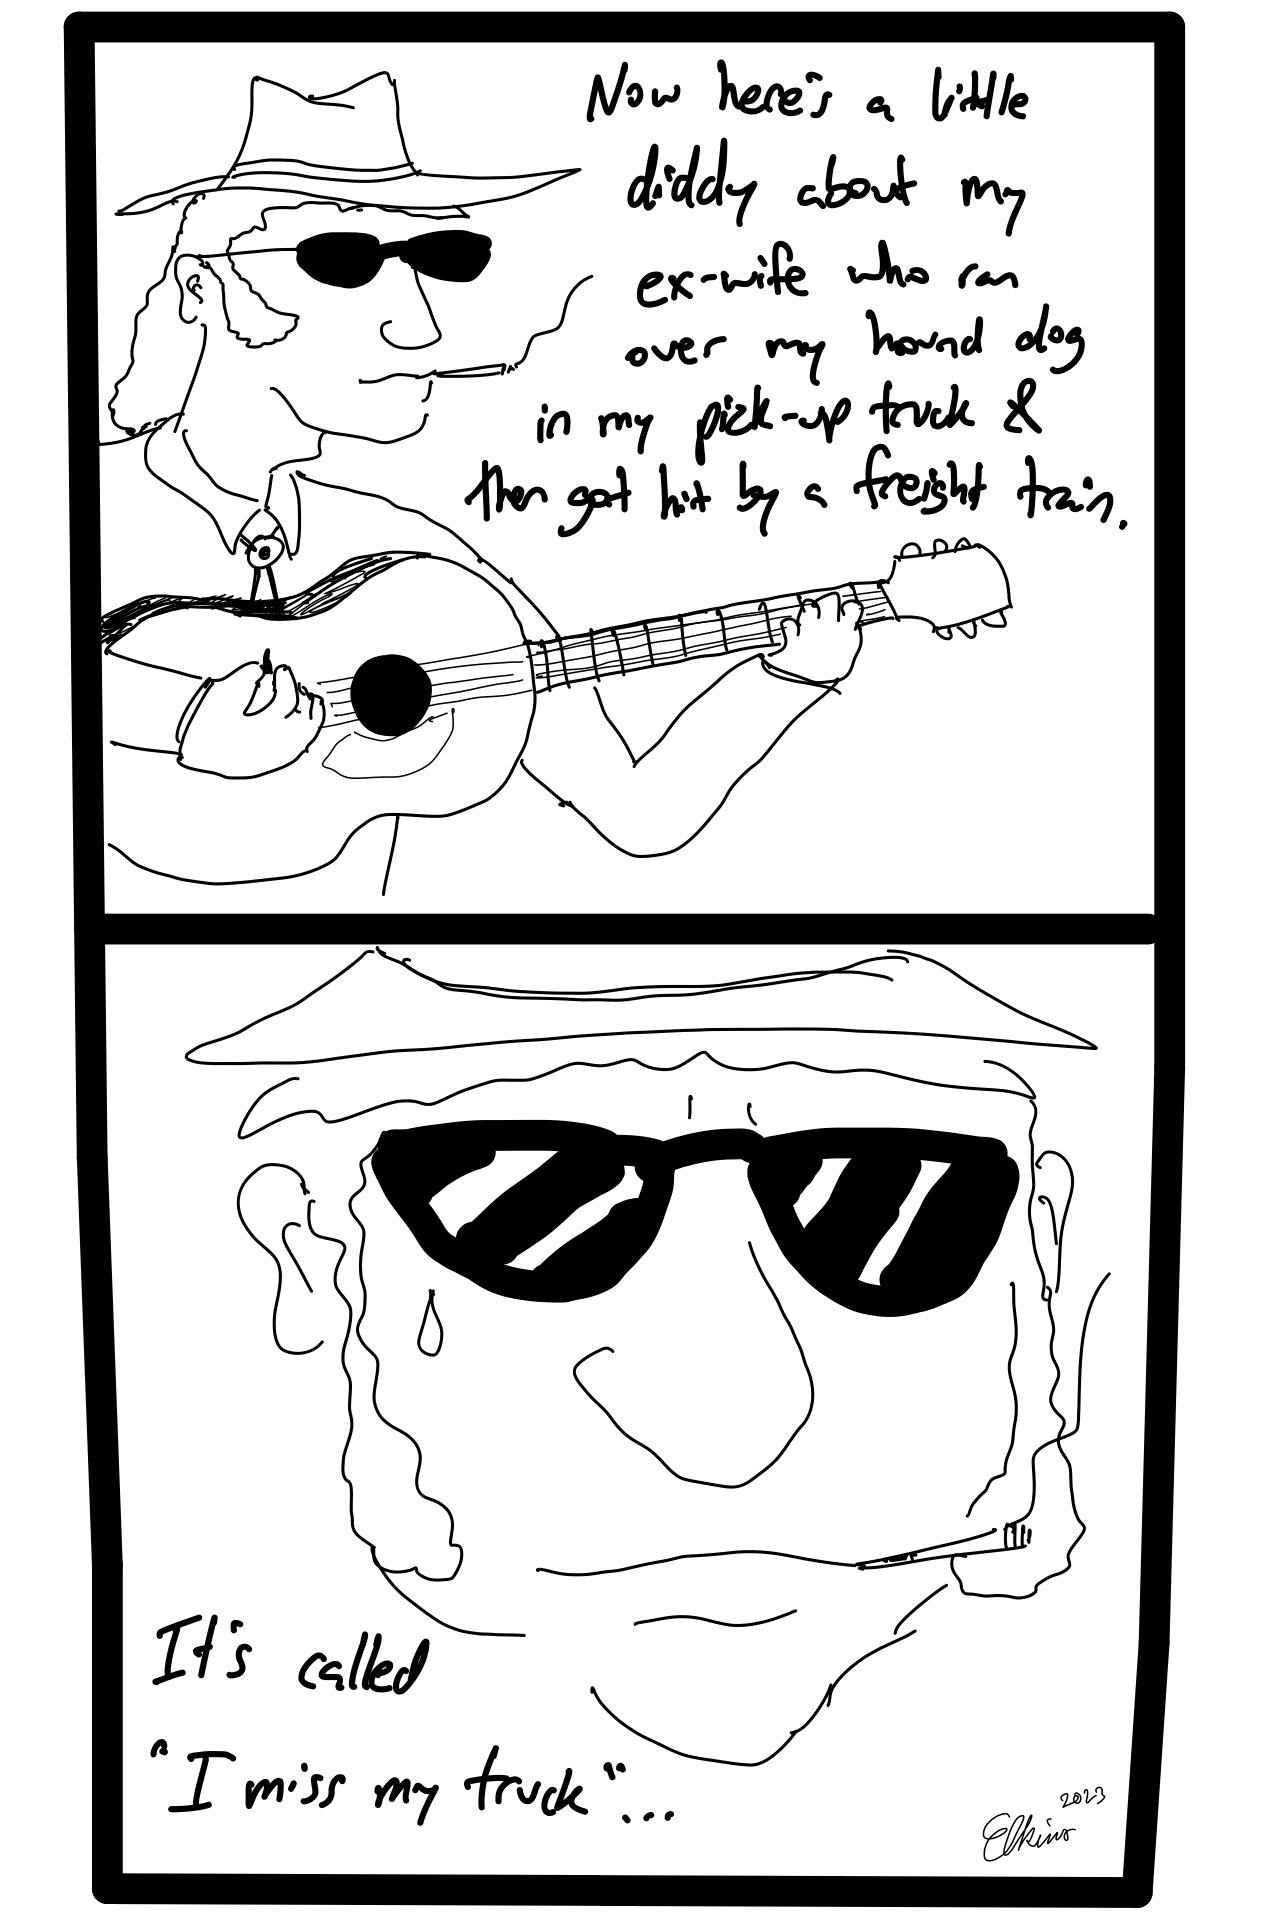 Now here's a little
diddy about my
ex-wife who ran
over my hound dog
in my pick-up truck &
then got hit by a freight train.
It's called
"I miss my truck"...
2023
Elkins